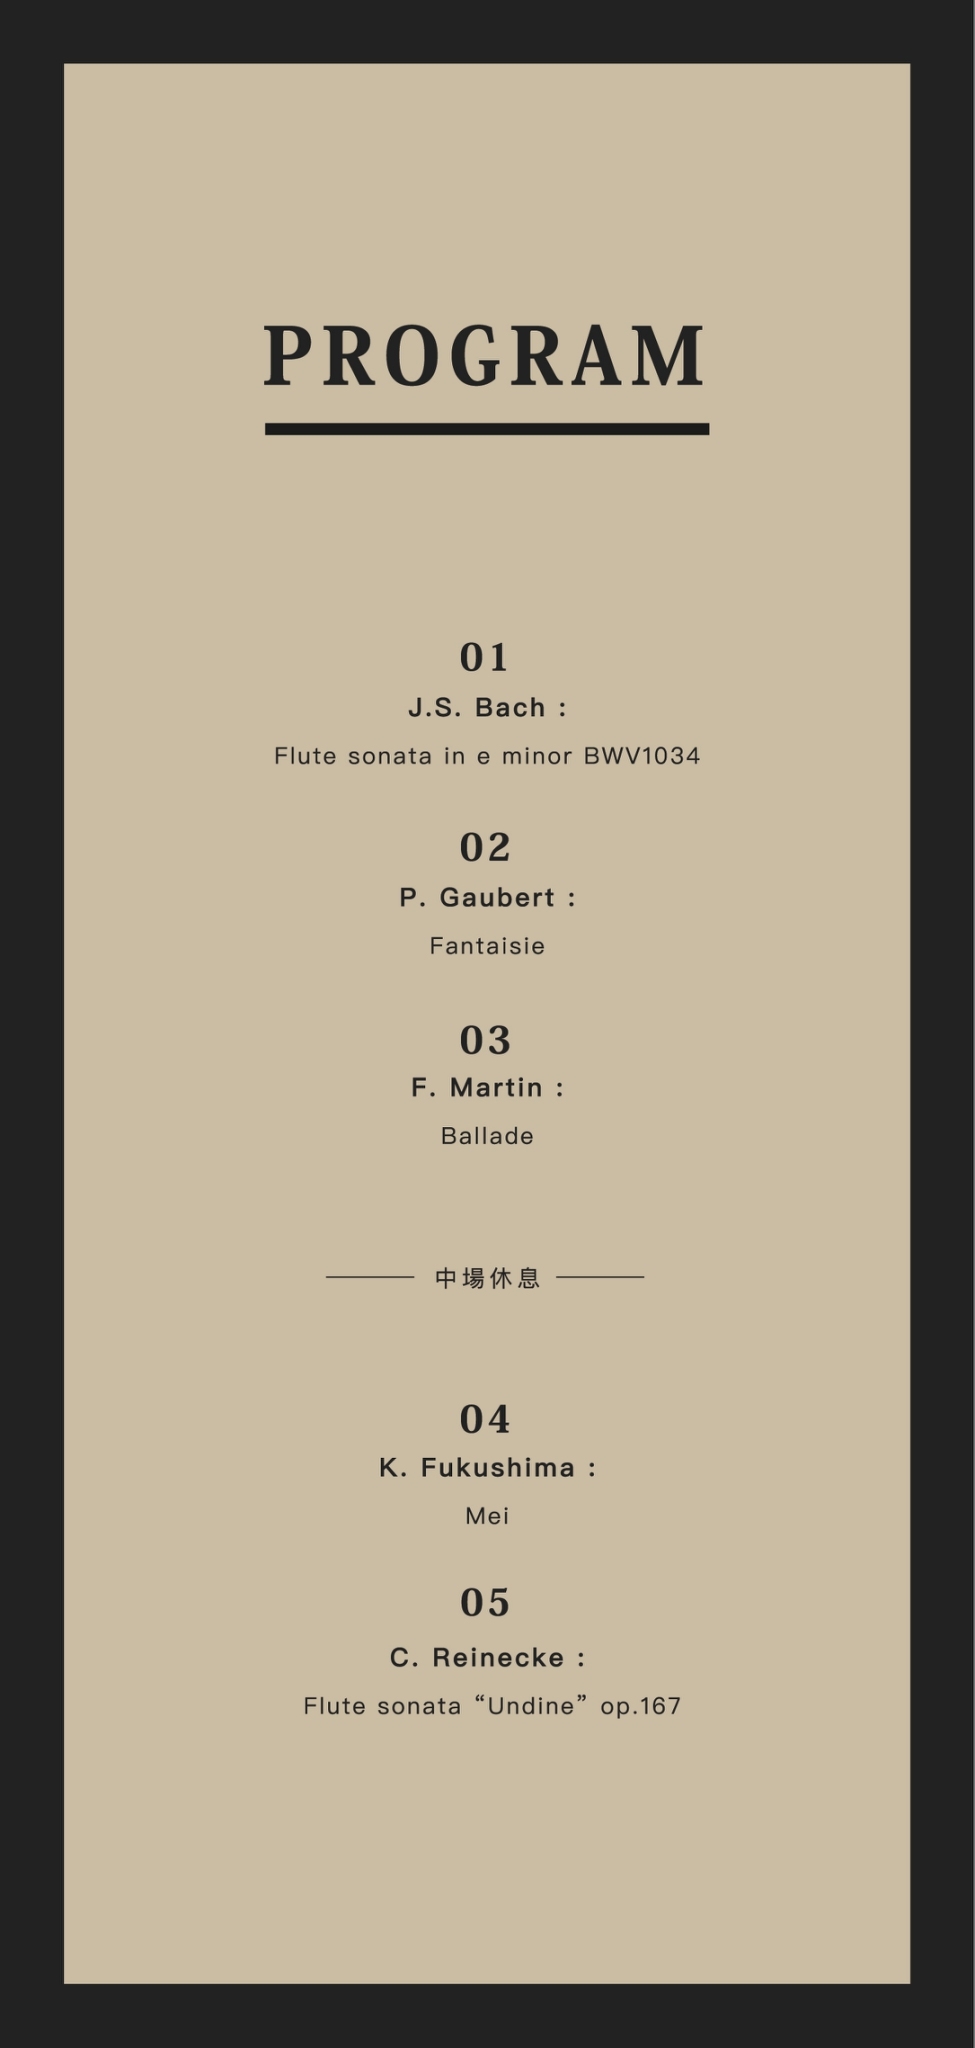 PROGRAM
01
J.S. Bach :
Flute sonata in e minor BWV1034
02
P. Gaubert :
Fantaisie
03
F. Martin :
Ballade
中場休息
04
K. Fukushima :
Mei
05
C. Reinecke :
Flute sonata “Undine” op.167